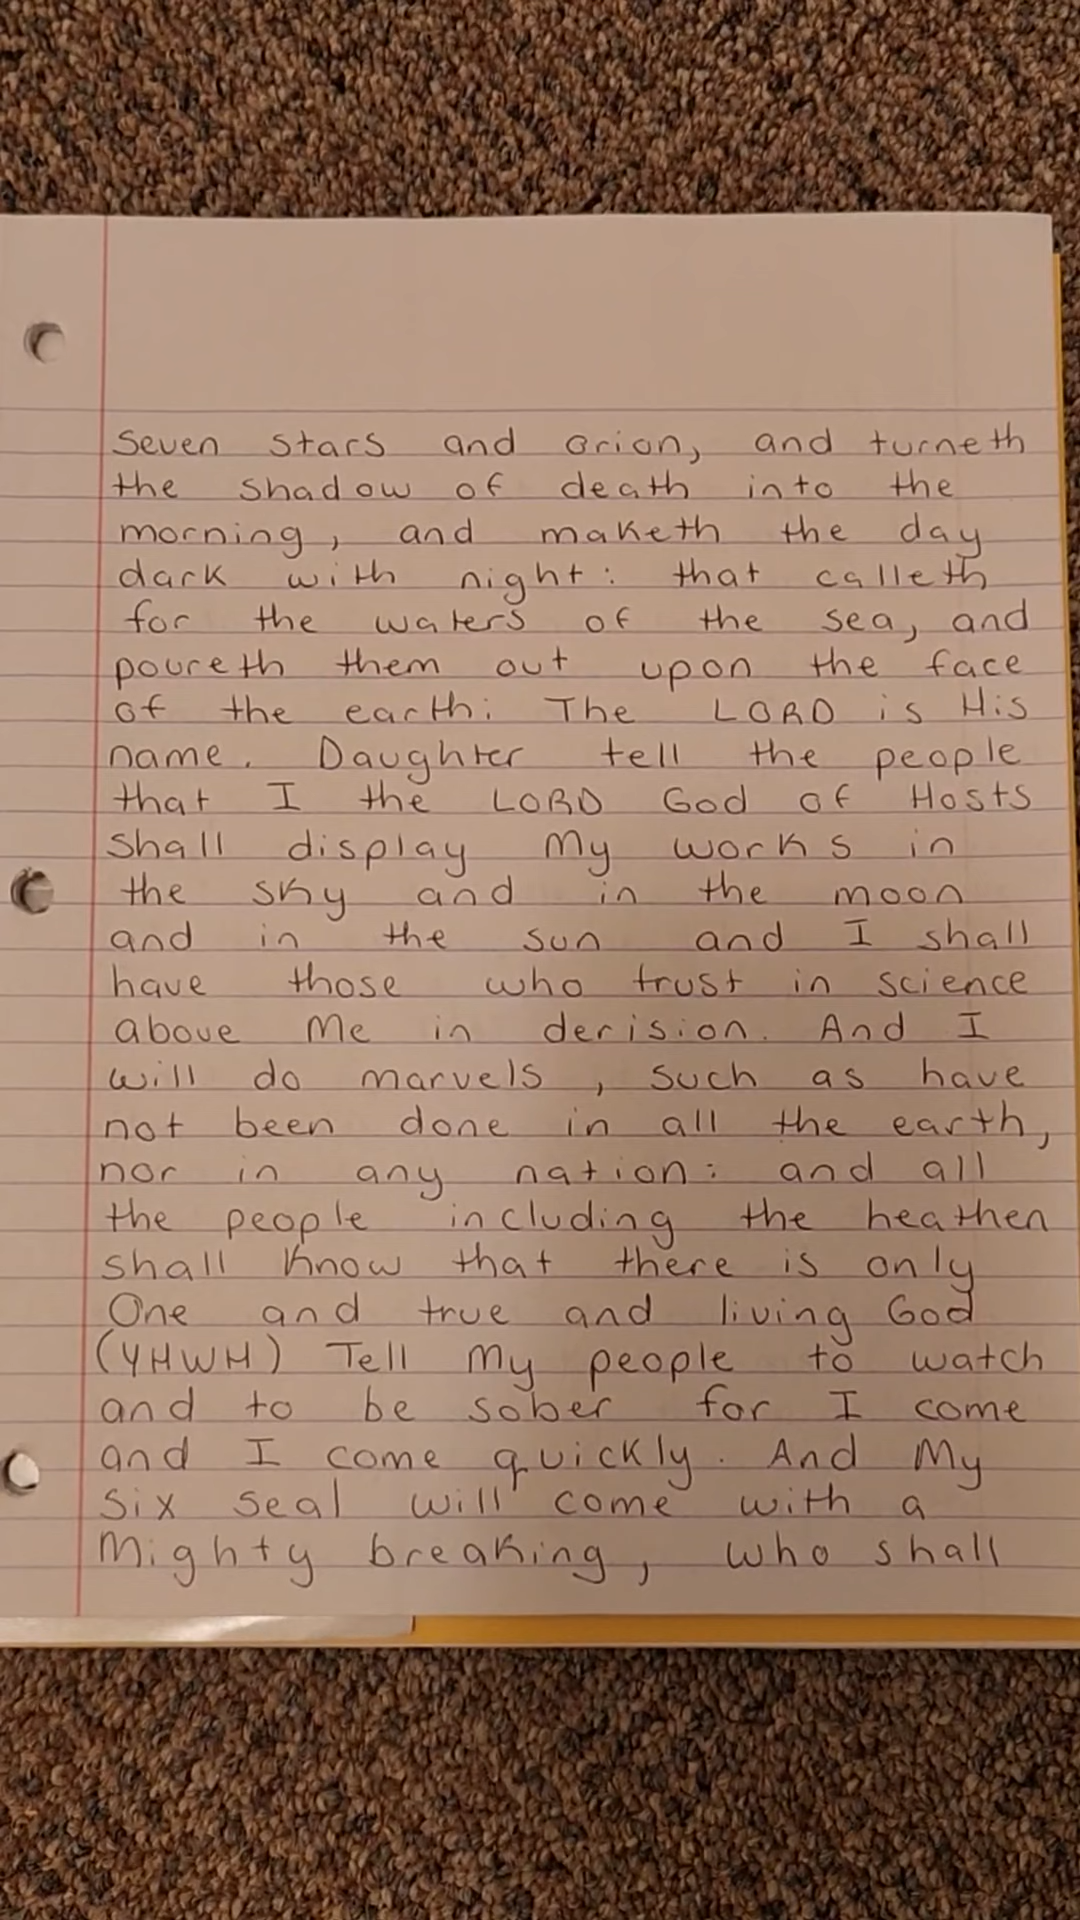 Seven stars and Orion, and turneth
the shadow of death into the
morning, and maketh the day
dark with night: that calleth
for the waters of the sea, and
poureth them out upon the face
of the earth: The LORD is His
name. Daughter tell the people
that I the LORD God of Hosts
shall display My works in
the sky and in the moon
and in the sun and I shall
have those who trust in science
above Me in derision. And I
will do marvels, such as have
not been done in all the earth,
nor in any nation: and all
the people including the heathen
shall know that there is only
One and true and living God
(YHWH) Tell My people to watch
and to be sober for I come
and I come quickly. And My
six seal will come with a
Mighty breaking, who shall